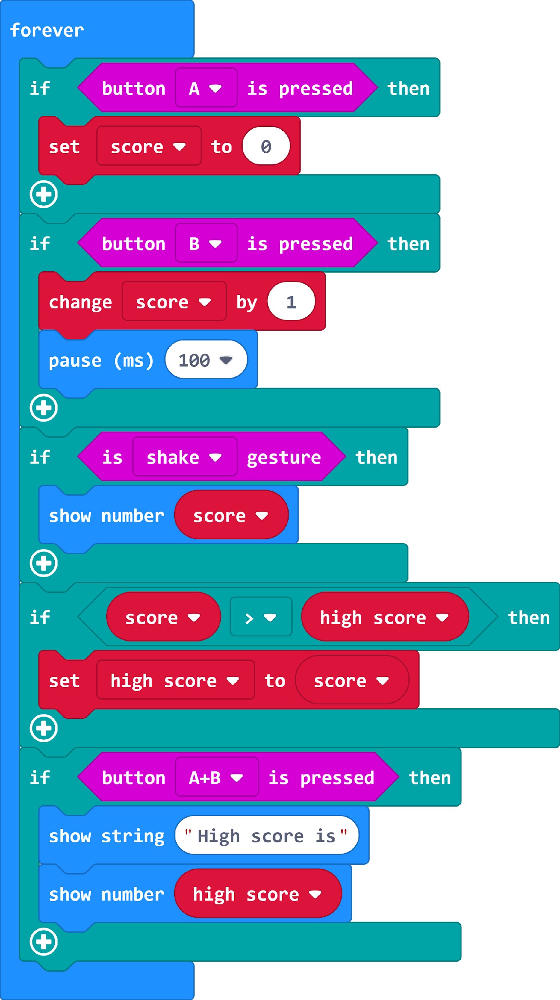 forever
if button A is pressed then
set score to 0
if button B is pressed then
change score by 1
pause (ms) 100
if is shake gesture then
show number score
if score > high score then
set high score to score
if button A+B is pressed then
show string "High score is"
show number high score